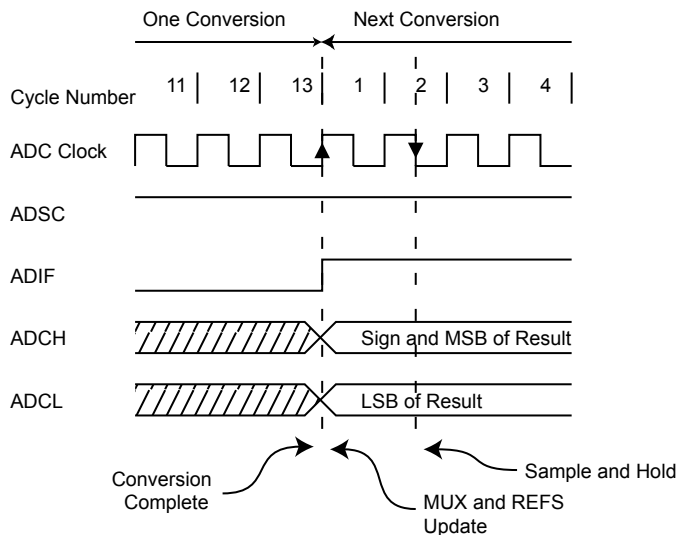 One Conversion Next Conversion
Cycle Number 11 12 13 1 2 3 4
ADC Clock
ADSC
ADIF
ADCH Sign and MSB of Result
ADCL LSB of Result
Conversion
Complete
MUX and REFS
Update
Sample and Hold